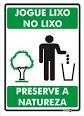 JOGUE LIXO
NO LIXO
PRESERVE A
NATUREZA